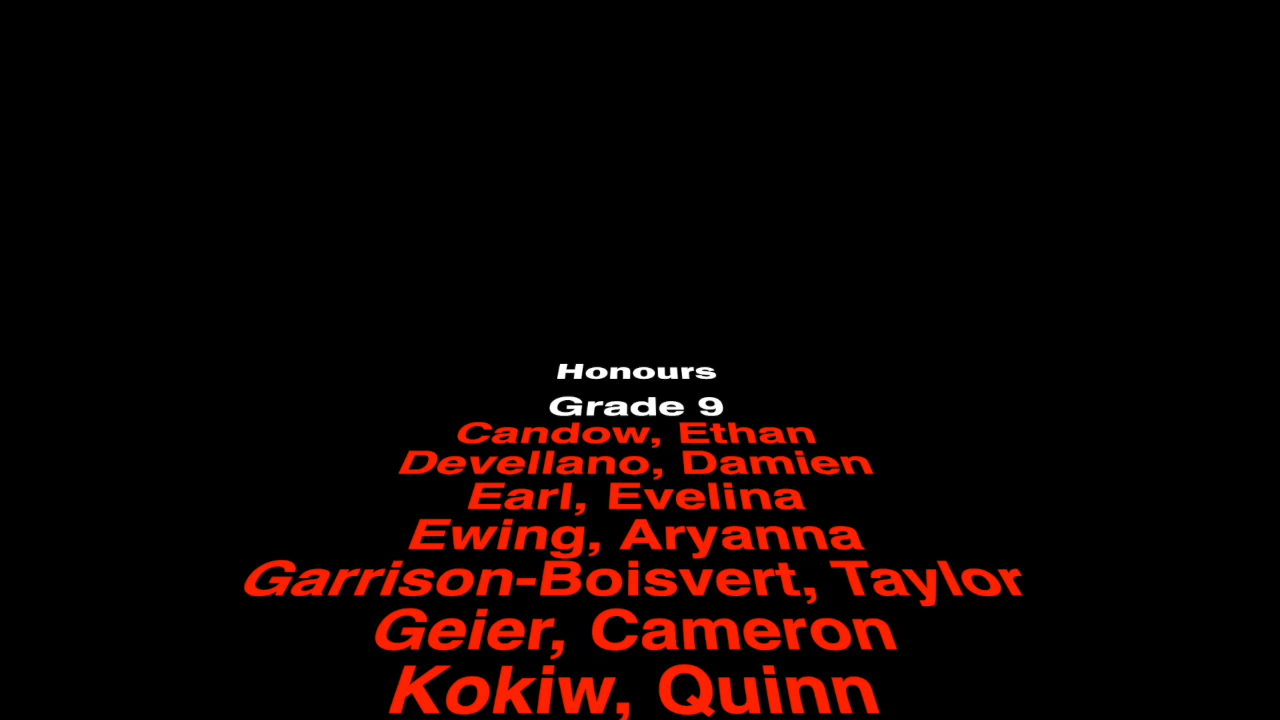 Honours
Grade 9
Candow, Ethan
Devellano, Damien
Earl, Evelina
Ewing, Aryanna
Garrison-Boisvert, Taylor
Geier, Cameron
Kokiw, Quinn